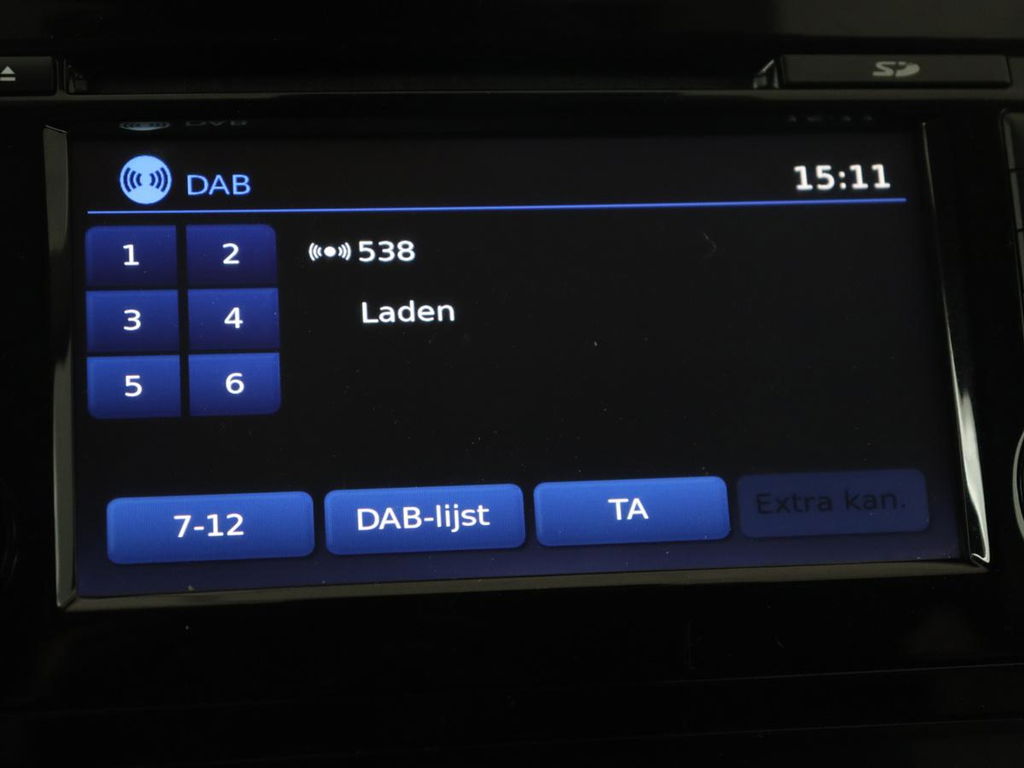 SD
DAB
15:11
1 2
538
3 4
Laden
5 6
7-12
DAB-lijst
TA
Extra kan.